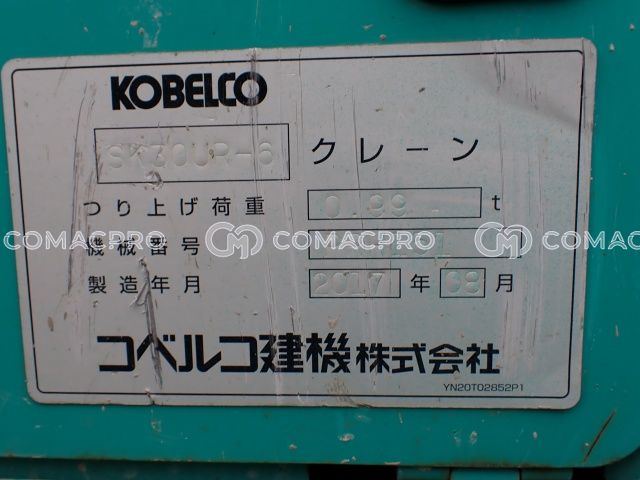 KOBELCO
SK30UR-6 クレーン
つり上げ荷重 0.99 t
機械番号
製造年月 2017 年 08 月
コベルコ建機株式会社
YN20T02852P1
COMACPRO COMACPRO COMACPRO